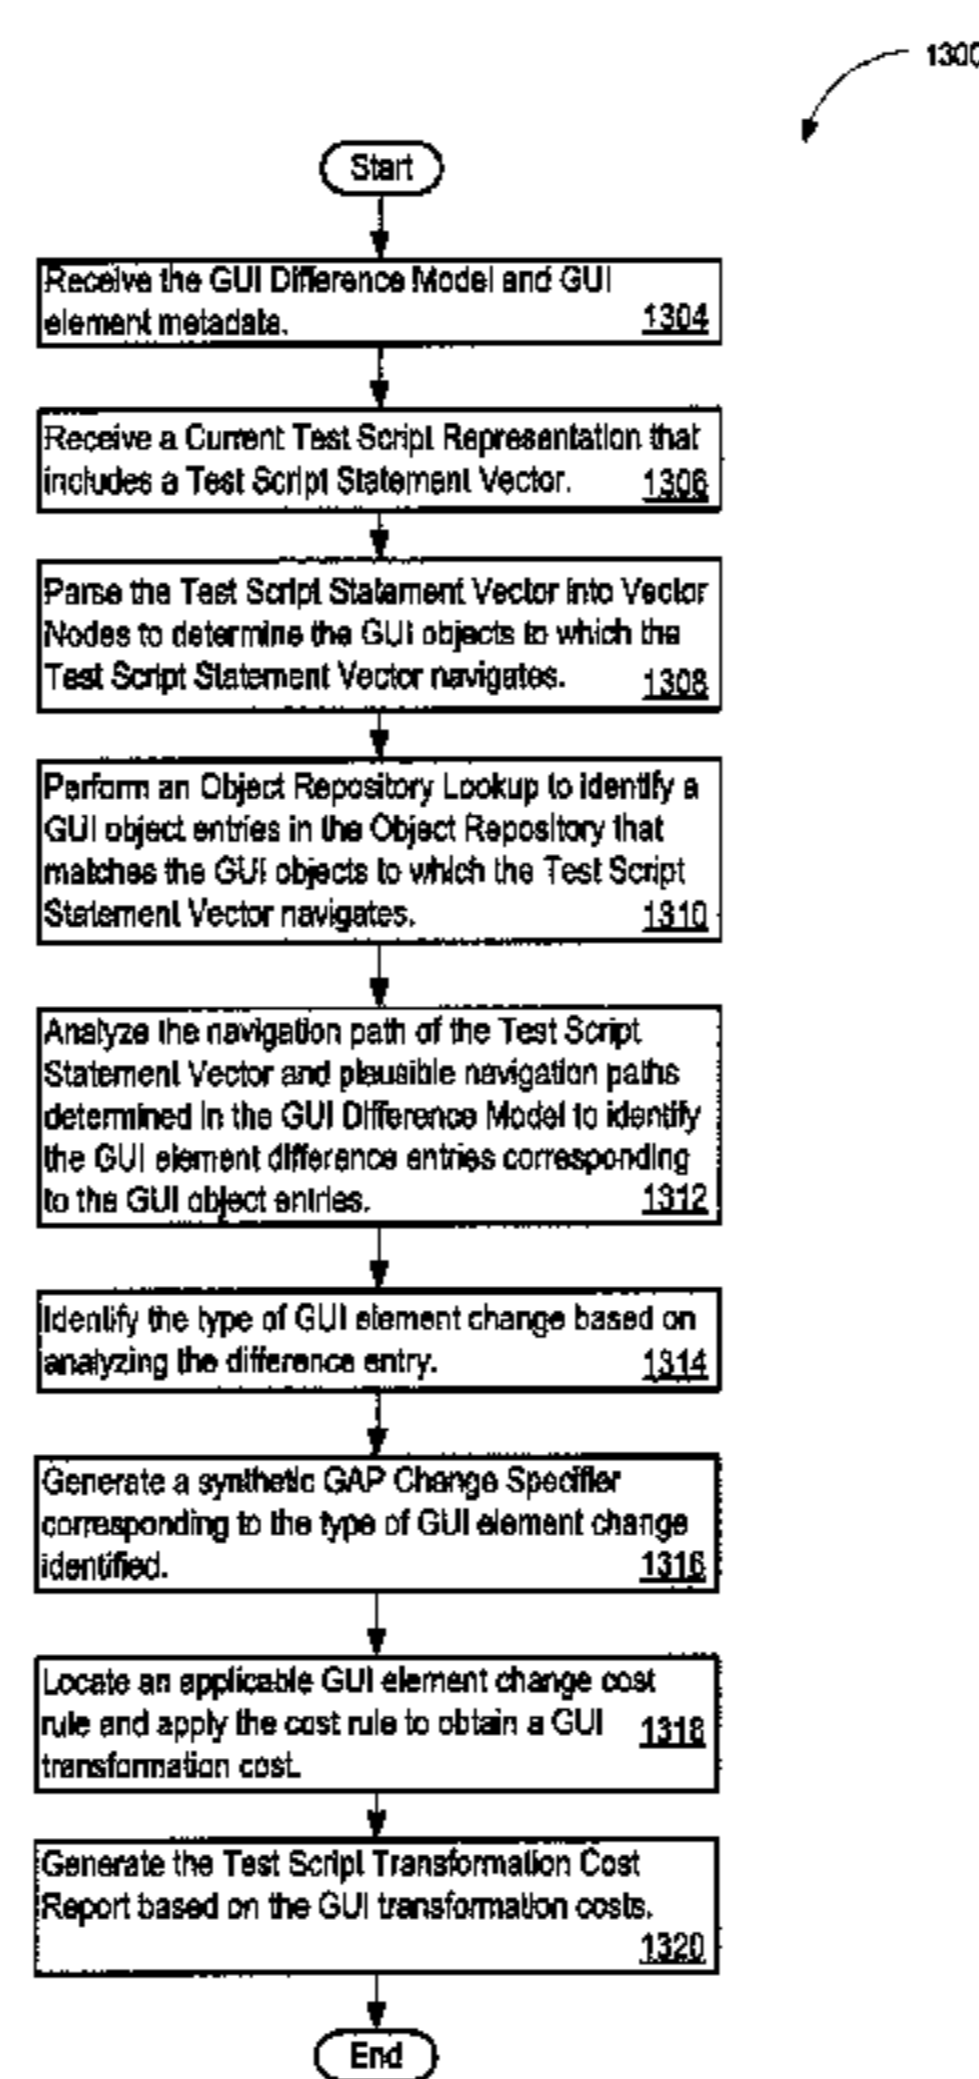 1300
Start
Receive the GUI Difference Model and GUI
element metadata. 1304
Receive a Current Test Script Representation that
includes a Test Script Statement Vector. 1306
Parse the Test Script Statement Vector into Vector
Nodes to determine the GUI objects to which the
Test Script Statement Vector navigates. 1308
Perform an Object Repository Lookup to identify a
GUI object entries in the Object Repository that
matches the GUI objects to which the Test Script
Statement Vector navigates. 1310
Analyze the navigation path of the Test Script
Statement Vector and plausible navigation paths
determined in the GUI Difference Model to identify
the GUI element difference entries corresponding
to the GUI object entries. 1312
Identify the type of GUI element change based on
analyzing the difference entry. 1314
Generate a synthetic GAP Change Specifier
corresponding to the type of GUI element change
identified. 1316
Locate an applicable GUI element change cost
rule and apply the cost rule to obtain a GUI 1318
transformation cost.
Generate the Test Script Transformation Cost
Report based on the GUI transformation costs.
1320
End